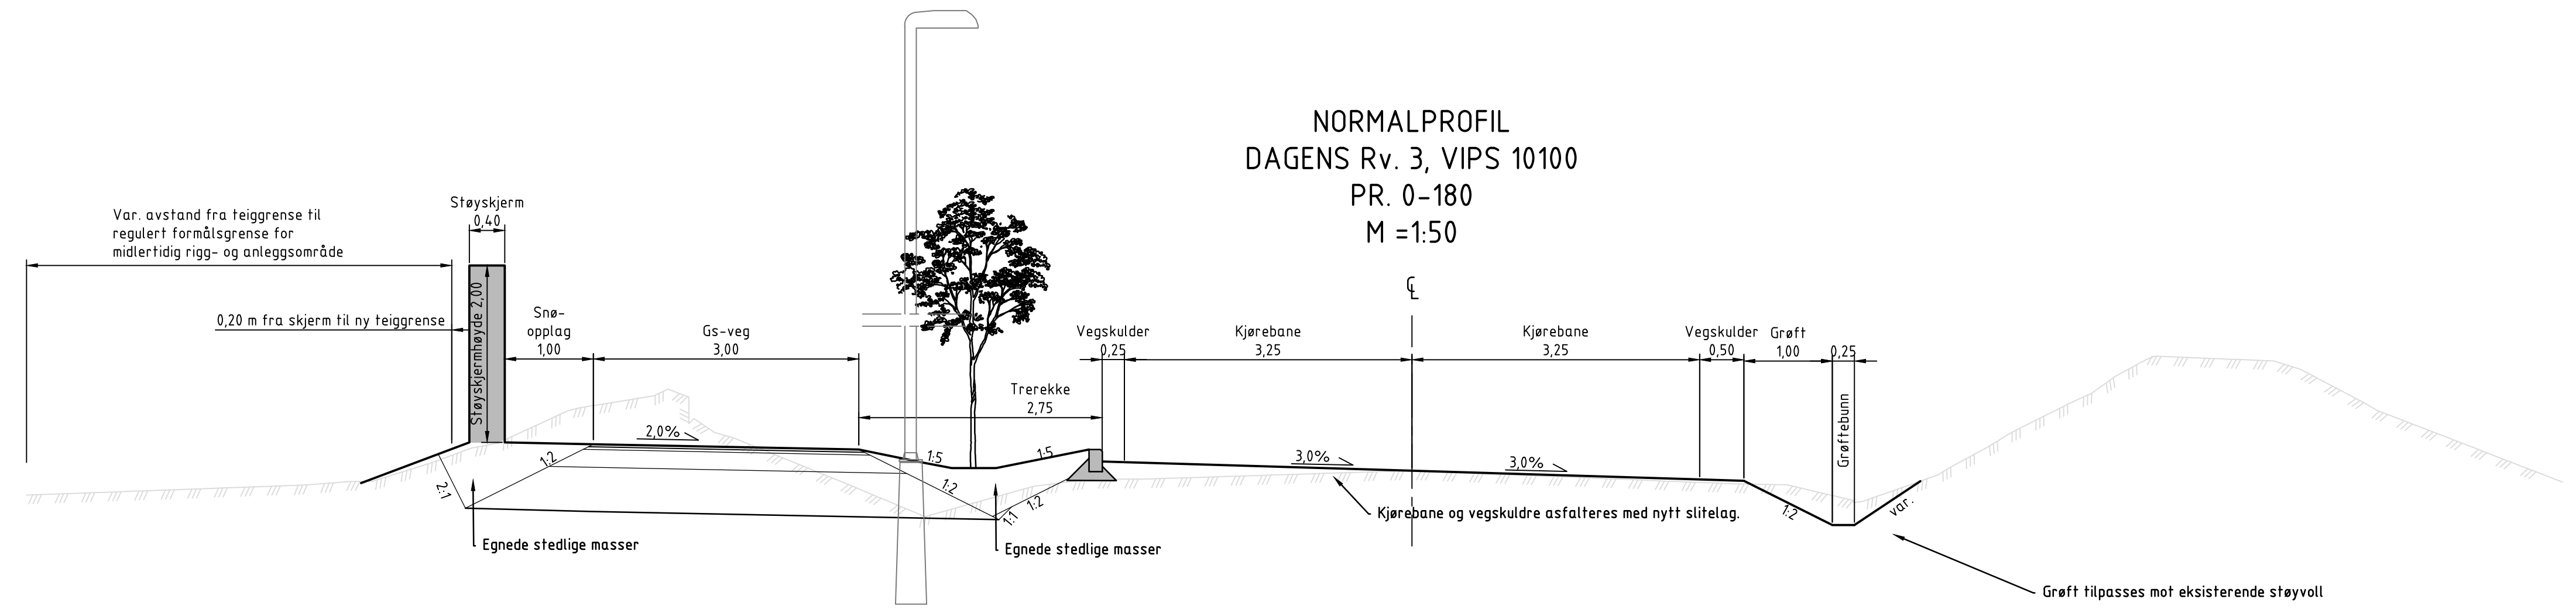 NORMALPROFIL
DAGENS Rv. 3, VIPS 10100
PR. 0-180
M =1:50
℄
Var. avstand fra teiggrense til
regulert formålsgrense for
midlertidig rigg- og anleggsområde
Støyskjerm
0,40
0,20 m fra skjerm til ny teiggrense
Støyskjermhøyde 2,00
Snø-
opplag
1,00
Gs-veg
3,00
Trerekke
2,75
Vegskulder
0,25
Kjørebane
3,25
Kjørebane
3,25
Vegskulder
0,50
Grøft
1,00
0,25
Grøftebunn
2,0%
1:5
1:5
3,0%
3,0%
2:1
1:2
1:2
1:1
1:2
1:2
var.
Kjørebane og vegskuldre asfalteres med nytt slitelag.
Egnede stedlige masser
Egnede stedlige masser
Grøft tilpasses mot eksisterende støyvoll